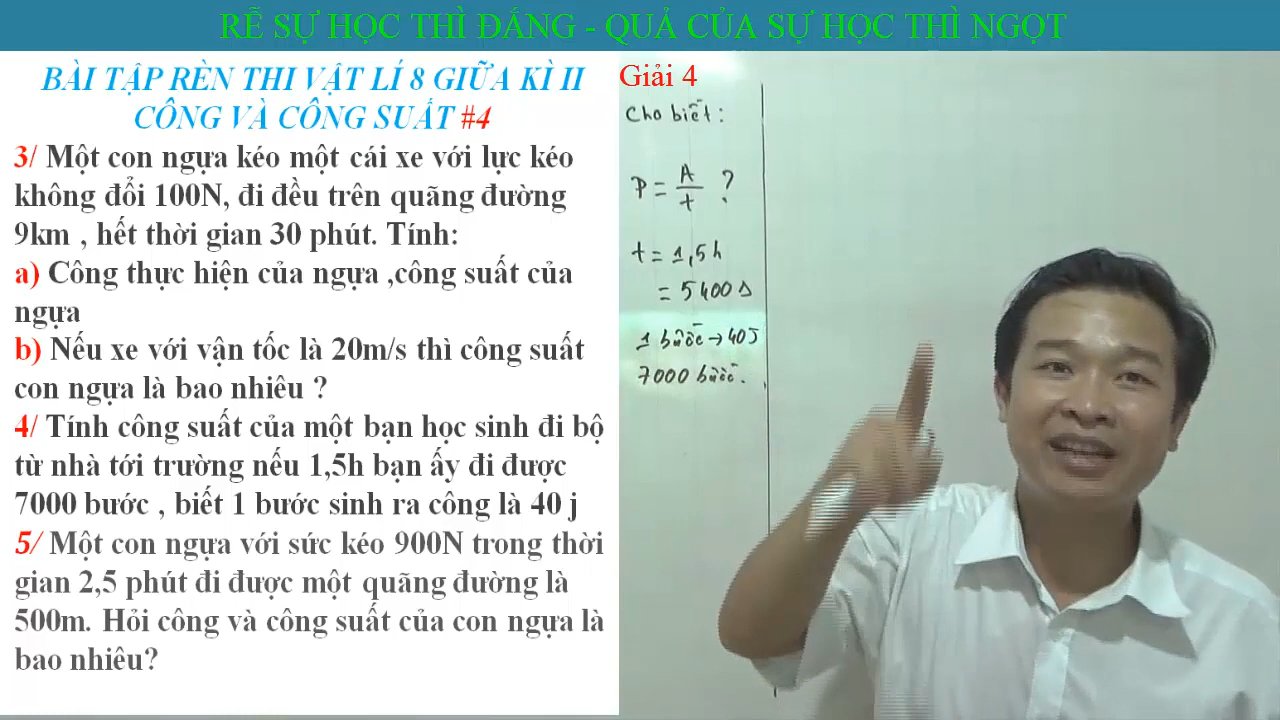 RỄ SỰ HỌC THÌ ĐẮNG - QUẢ CỦA SỰ HỌC THÌ NGỌT
BÀI TẬP RÈN THI VẬT LÍ 8 GIỮA KÌ II
CÔNG VÀ CÔNG SUẤT #4
3/ Một con ngựa kéo một cái xe với lực kéo
không đổi 100N, đi đều trên quãng đường
9km , hết thời gian 30 phút. Tính:
a) Công thực hiện của ngựa ,công suất của
ngựa
b) Nếu xe với vận tốc là 20m/s thì công suất
con ngựa là bao nhiêu ?
4/ Tính công suất của một bạn học sinh đi bộ
từ nhà tới trường nếu 1,5h bạn ấy đi được
7000 bước , biết 1 bước sinh ra công là 40 j
5/ Một con ngựa với sức kéo 900N trong thời
gian 2,5 phút đi được một quãng đường là
500m. Hỏi công và công suất của con ngựa là
bao nhiêu?
Giải 4
Cho biết :
P = A/t ?
t = 1,5h
= 5400s
1 bước → 40J
7000 bước.